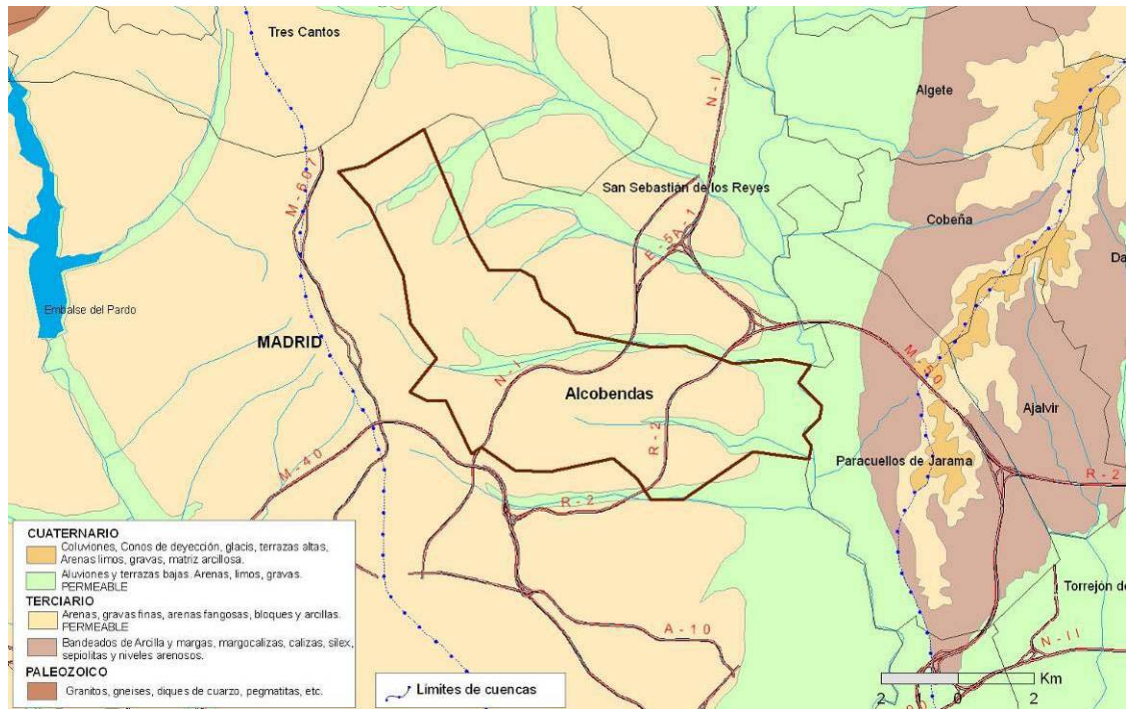 Tres Cantos
N-I
Algete
M-607
San Sebastián de los Reyes
Cobeña
E-5
A-1
Da
Embalse del Pardo
MADRID
M-50
N-I
Alcobendas
Ajalvir
R-2
Paracuellos de Jarama
M-40
R-2
R-2
CUATERNARIO
Coluviones, Conos de deyección, glacís, terrazas altas,
Arenas limos, gravas, matriz arcillosa.
Aluviones y terrazas bajas. Arenas, limos, gravas.
PERMEABLE
TERCIARIO
Arenas, gravas finas, arenas fangosas, bloques y arcillas.
PERMEABLE
Bandeados de Arcilla y margas, margocalizas, calizas, silex,
sepiolitas y niveles arenosos.
PALEOZOICO
Granitos, gneises, diques de cuarzo, pegmatitas, etc.
Límites de cuencas
Torrejón de
A-10
N-II
2 1 0 2
Km